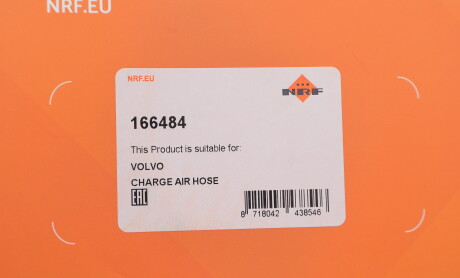 NRF.EU
NRF.EU
NRF
166484
This Product is suitable for:
VOLVO
CHARGE AIR HOSE
EAC
8 718042 438546